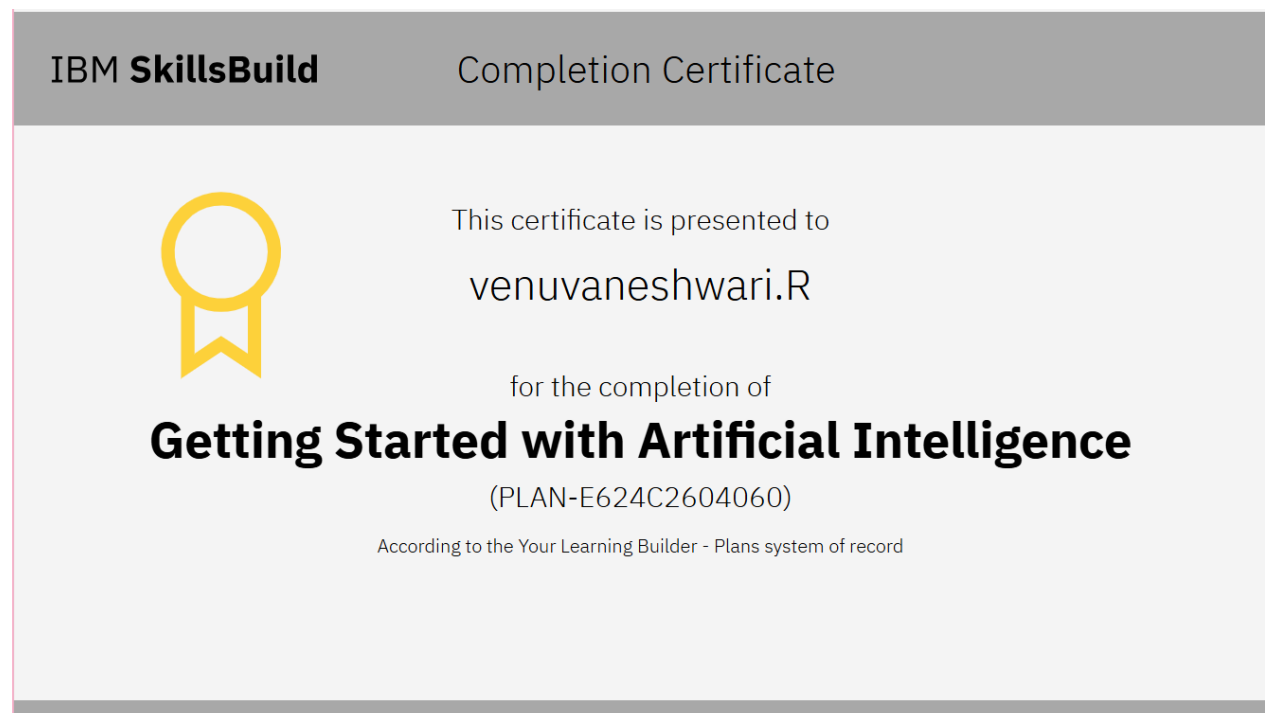 IBM SkillsBuild
Completion Certificate
This certificate is presented to
venuvaneshwari.R
for the completion of
Getting Started with Artificial Intelligence
(PLAN-E624C2604060)
According to the Your Learning Builder - Plans system of record